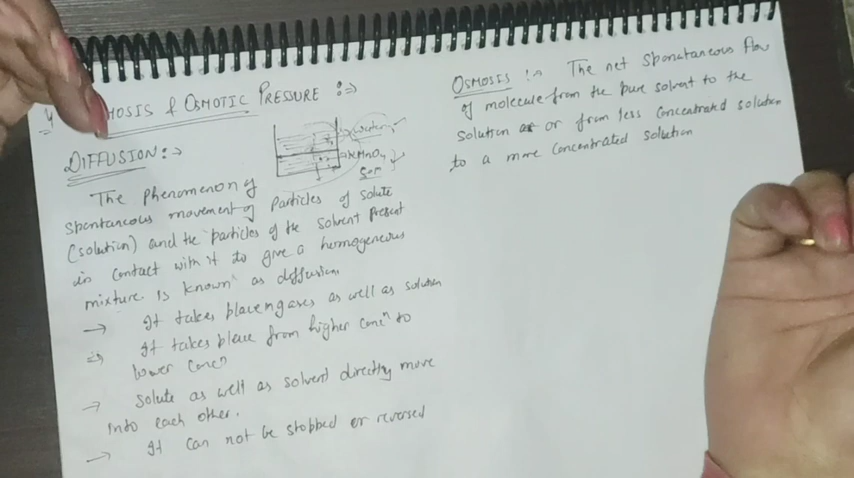 4 MOSIS & OSMOTIC PRESSURE :→
DIFFUSION :→
water
KMnO4
Son
The Phenomenon of
spontaneous movement of Particles of solute
(solution) and the particles of the solvent Present
in contact with it to give a homogeneous
mixture is known as diffusion
→ It takes place in gases as well as solution
⇒ It takes place from higher concn to
lower concn
→ Solute as well as solvent directly move
into each other.
→ It can not be stopped or reversed
OSMOSIS :→ The net Spontaneous flow
of molecule from the pure solvent to the
solution or from less concentrated solution
to a more concentrated solution